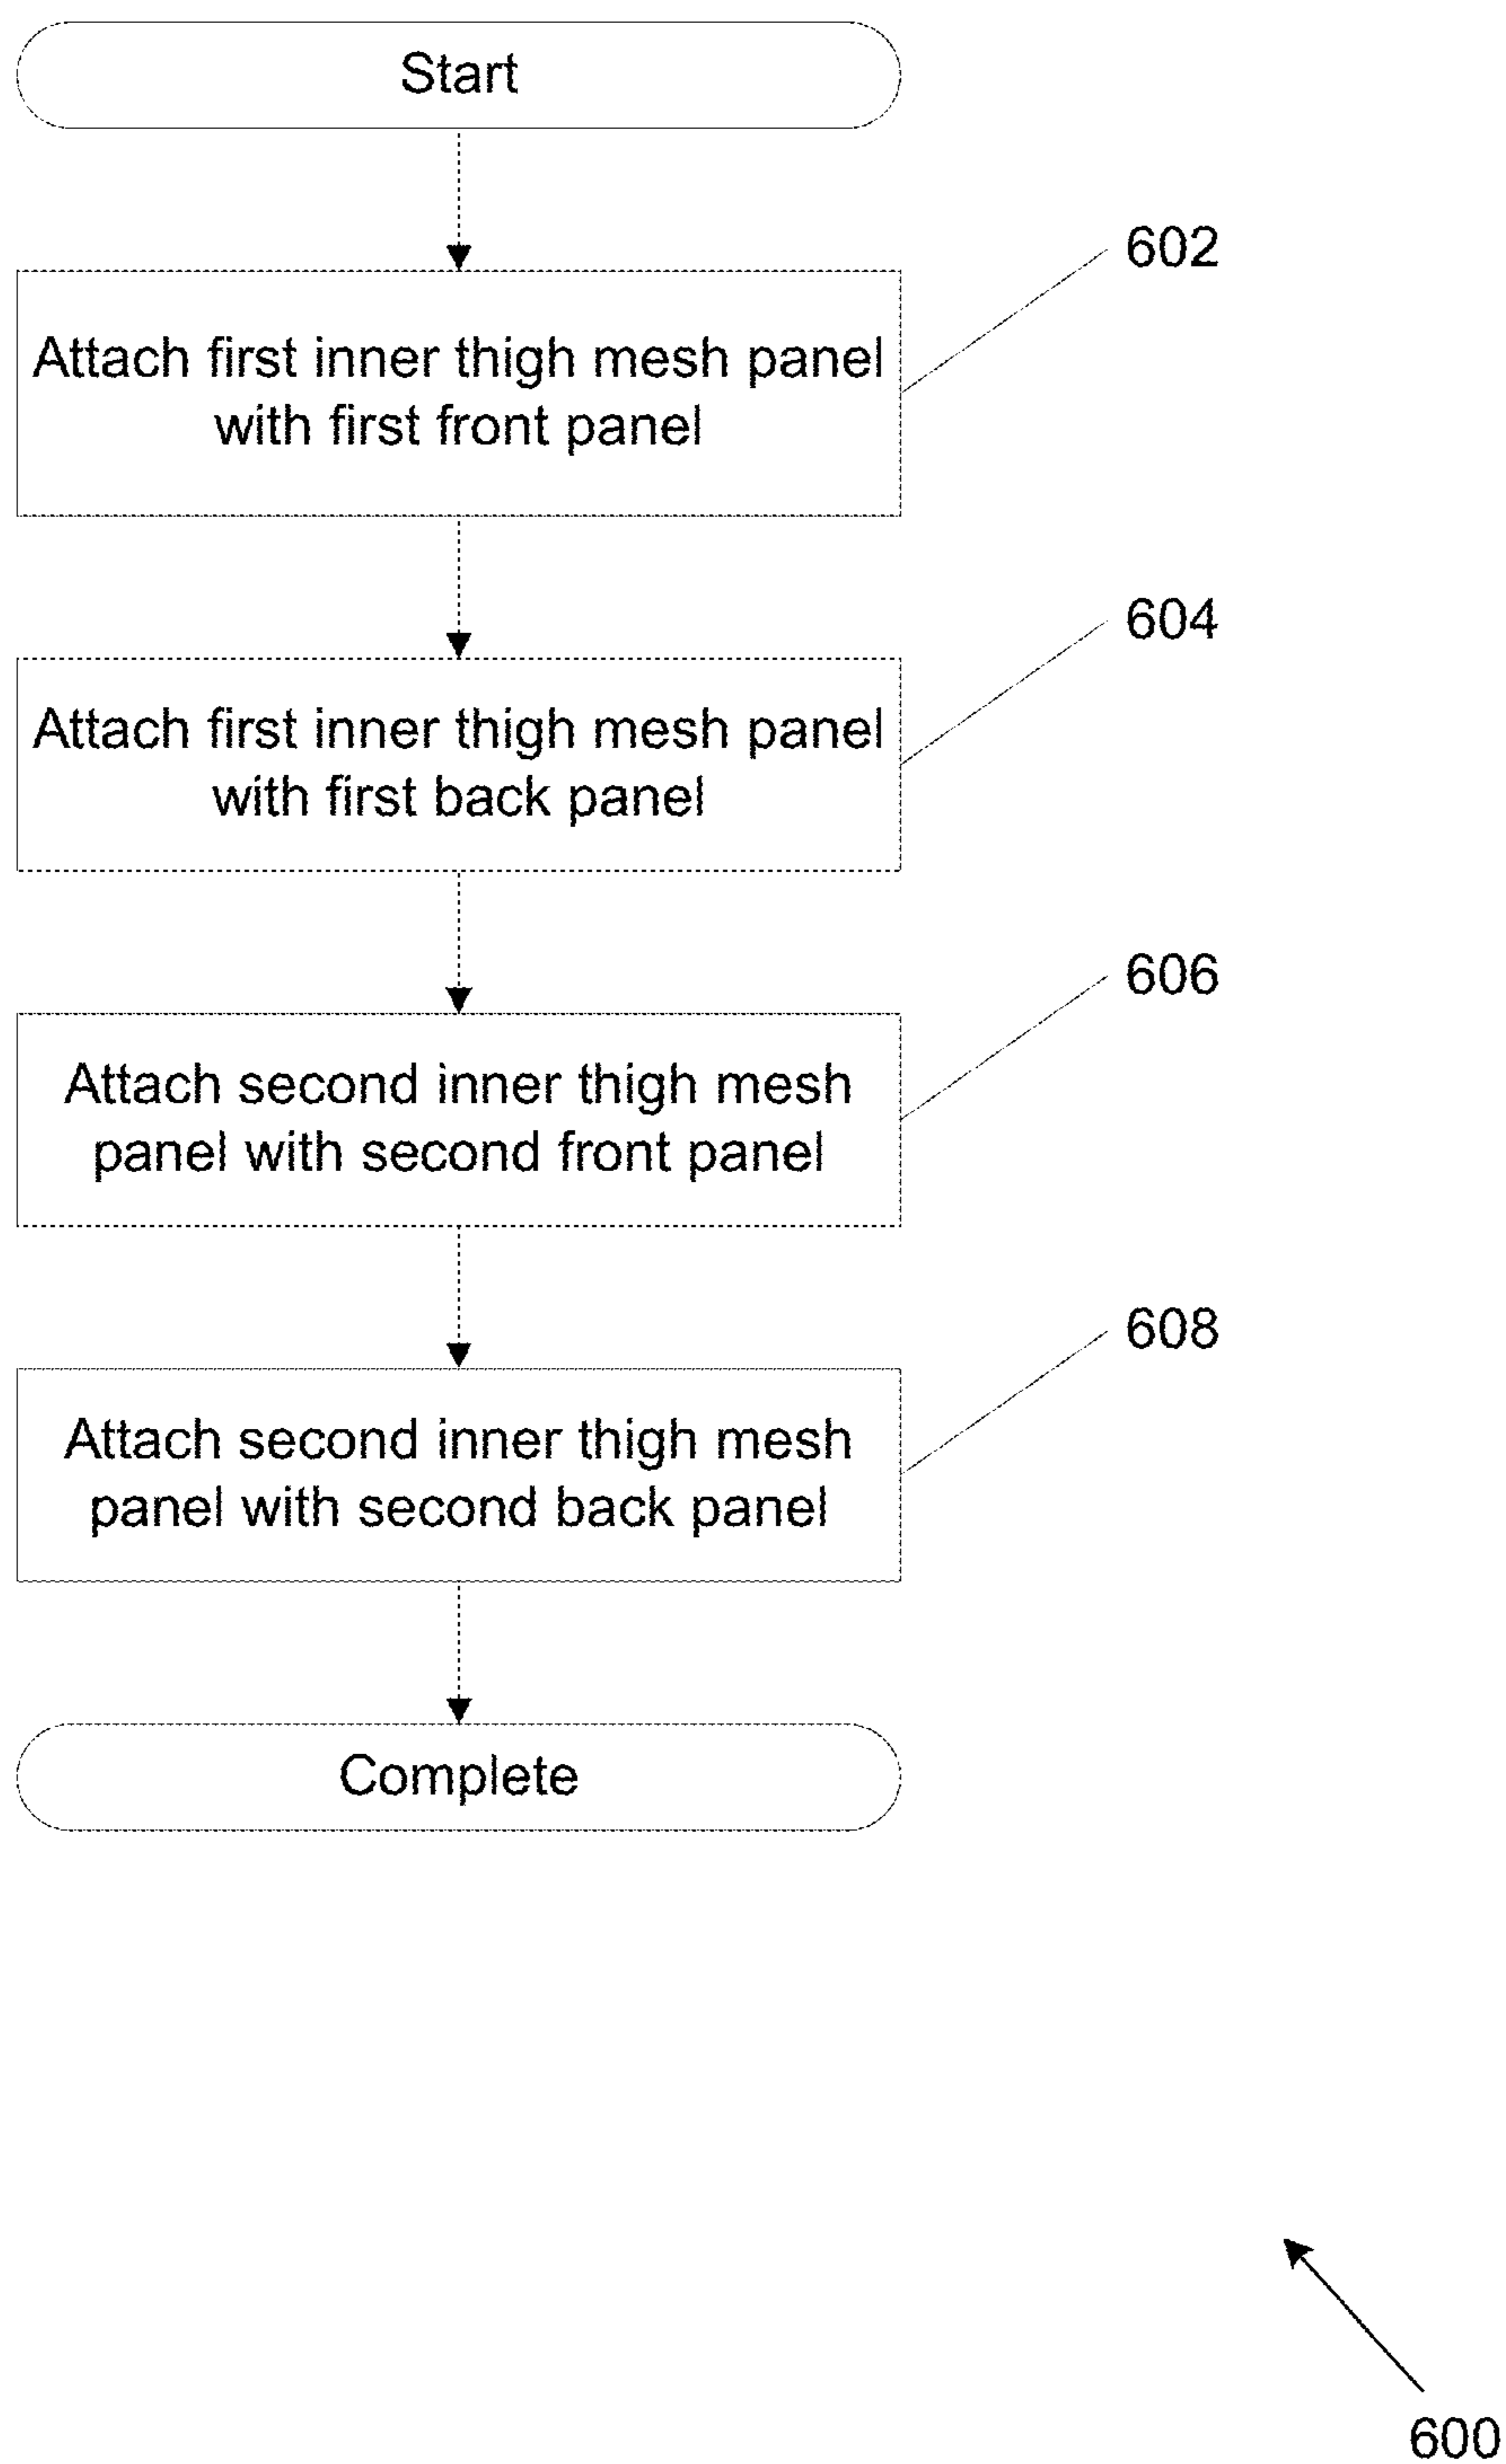 Start
602
Attach first inner thigh mesh panel
with first front panel
604
Attach first inner thigh mesh panel
with first back panel
606
Attach second inner thigh mesh
panel with second front panel
608
Attach second inner thigh mesh
panel with second back panel
Complete
600